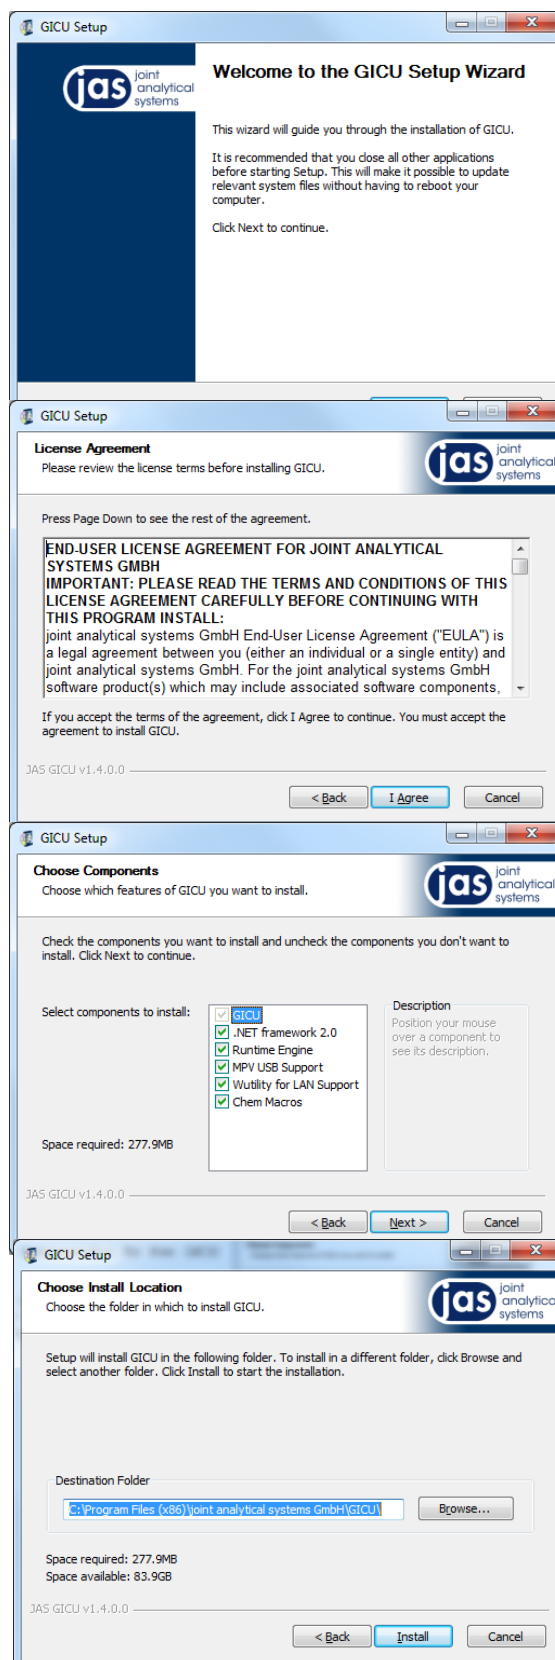 GICU Setup
jas joint
analytical
systems
Welcome to the GICU Setup Wizard
This wizard will guide you through the installation of GICU.
It is recommended that you close all other applications
before starting Setup. This will make it possible to update
relevant system files without having to reboot your
computer.
Click Next to continue.
GICU Setup
License Agreement
Please review the license terms before installing GICU.
jas joint
analytical
systems
Press Page Down to see the rest of the agreement.
END-USER LICENSE AGREEMENT FOR JOINT ANALYTICAL
SYSTEMS GMBH
IMPORTANT: PLEASE READ THE TERMS AND CONDITIONS OF THIS
LICENSE AGREEMENT CAREFULLY BEFORE CONTINUING WITH
THIS PROGRAM INSTALL:
joint analytical systems GmbH End-User License Agreement ("EULA") is
a legal agreement between you (either an individual or a single entity) and
joint analytical systems GmbH. For the joint analytical systems GmbH
software product(s) which may include associated software components,
If you accept the terms of the agreement, click I Agree to continue. You must accept the
agreement to install GICU.
JAS GICU v1.4.0.0
< Back I Agree Cancel
GICU Setup
Choose Components
Choose which features of GICU you want to install.
jas joint
analytical
systems
Check the components you want to install and uncheck the components you don't want to
install. Click Next to continue.
Select components to install:
GICU
.NET framework 2.0
Runtime Engine
MPV USB Support
Wutility for LAN Support
Chem Macros
Description
Position your mouse
over a component to
see its description.
Space required: 277.9MB
JAS GICU v1.4.0.0
< Back Next > Cancel
GICU Setup
Choose Install Location
Choose the folder in which to install GICU.
jas joint
analytical
systems
Setup will install GICU in the following folder. To install in a different folder, click Browse and
select another folder. Click Install to start the installation.
Destination Folder
C:\Program Files (x86)\joint analytical systems GmbH\GICU\
Browse...
Space required: 277.9MB
Space available: 83.9GB
JAS GICU v1.4.0.0
< Back Install Cancel